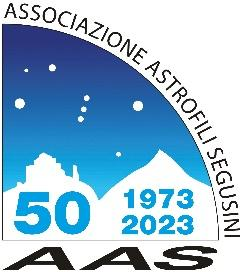 ASSOCIAZIONE ASTROFILI SEGUSINI
50
1973
2023
AAS